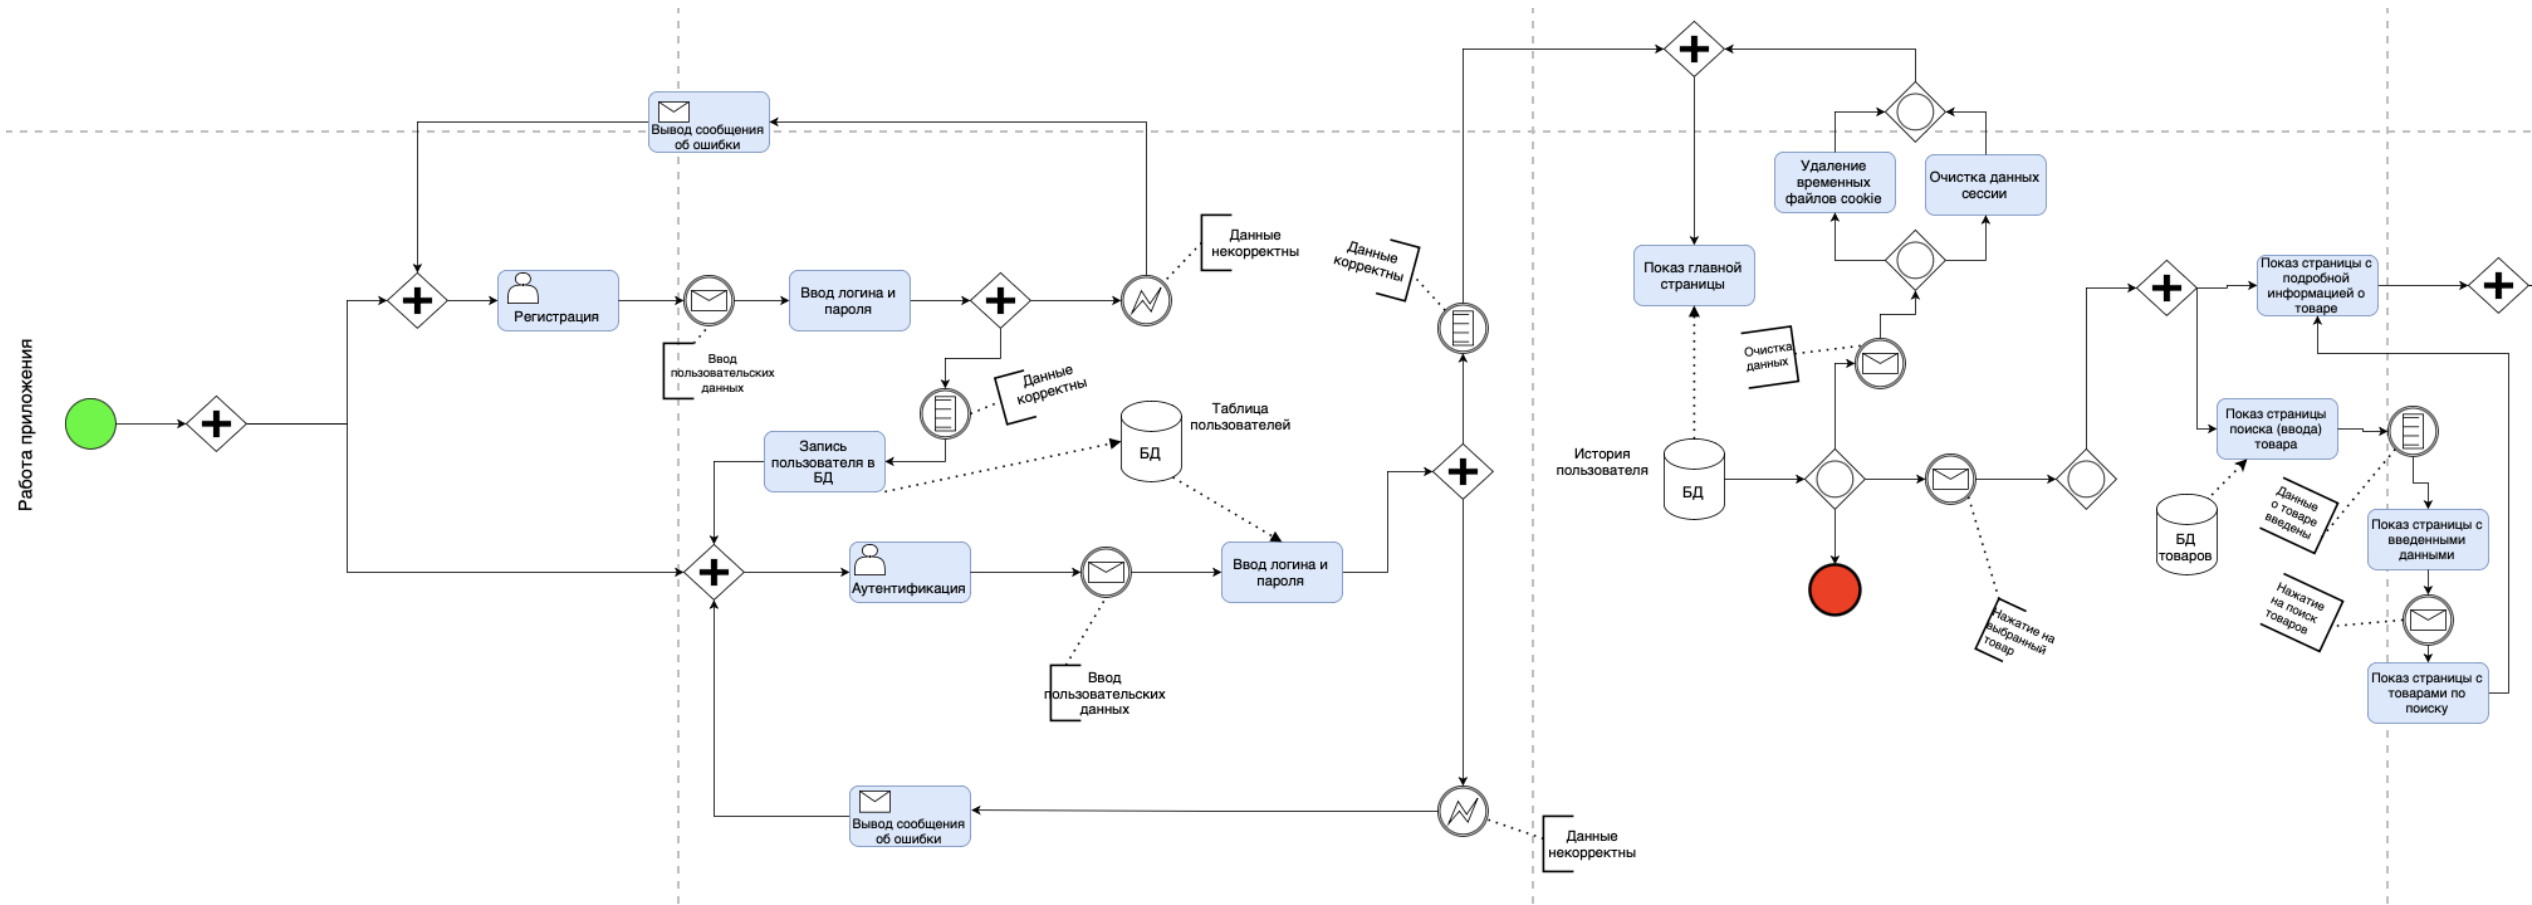 Работа приложения
Вывод сообщения
об ошибки
Регистрация
Ввод
пользовательских
данных
Ввод логина и
пароля
Данные
некорректны
Данные
корректны
Запись
пользователя в
БД
БД
Таблица
пользователей
Аутентификация
Ввод
пользовательских
данных
Ввод логина и
пароля
Вывод сообщения
об ошибки
Данные
корректны
Данные
некорректны
Показ главной
страницы
История
пользователя
БД
Удаление
временных
файлов cookie
Очистка данных
сессии
Очистка
данных
Нажатие на
выбранный
товар
Показ страницы с
подробной
информацией о
товаре
Показ страницы
поиска (ввода)
товара
БД
товаров
Данные
о товаре
введены
Показ страницы с
введенными
данными
Нажатие
на поиск
товаров
Показ страницы с
товарами по
поиску